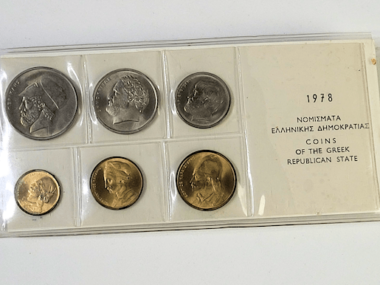 1978
ΝΟΜΙΣΜΑΤΑ
ΕΛΛΗΝΙΚΗΣ ΔΗΜΟΚΡΑΤΙΑΣ
COINS
OF THE GREEK
REPUBLICAN STATE